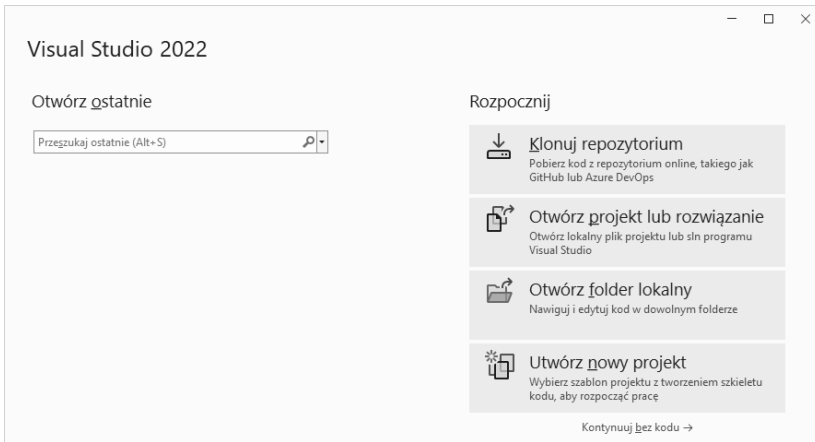 Visual Studio 2022
Otwórz ostatnie
Przeszukaj ostatnie (Alt+S)
Rozpocznij
Klonuj repozytorium
Pobierz kod z repozytorium online, takiego jak
GitHub lub Azure DevOps
Otwórz projekt lub rozwiązanie
Otwórz lokalny plik projektu lub sln programu
Visual Studio
Otwórz folder lokalny
Nawiguj i edytuj kod w dowolnym folderze
Utwórz nowy projekt
Wybierz szablon projektu z tworzeniem szkieletu
kodu, aby rozpocząć pracę
Kontynuuj bez kodu →